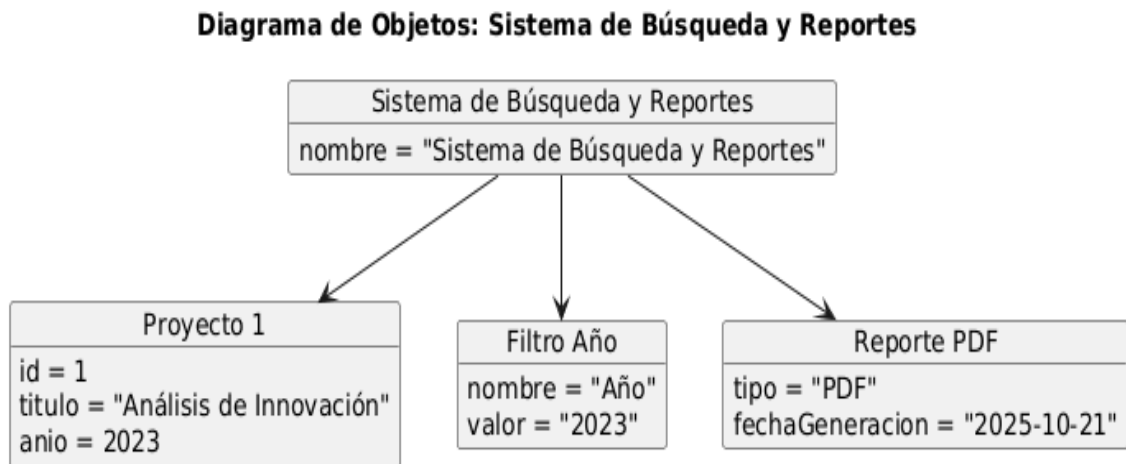 Diagrama de Objetos: Sistema de Búsqueda y Reportes
Sistema de Búsqueda y Reportes
nombre = "Sistema de Búsqueda y Reportes"
Proyecto 1
id = 1
titulo = "Análisis de Innovación"
anio = 2023
Filtro Año
nombre = "Año"
valor = "2023"
Reporte PDF
tipo = "PDF"
fechaGeneracion = "2025-10-21"